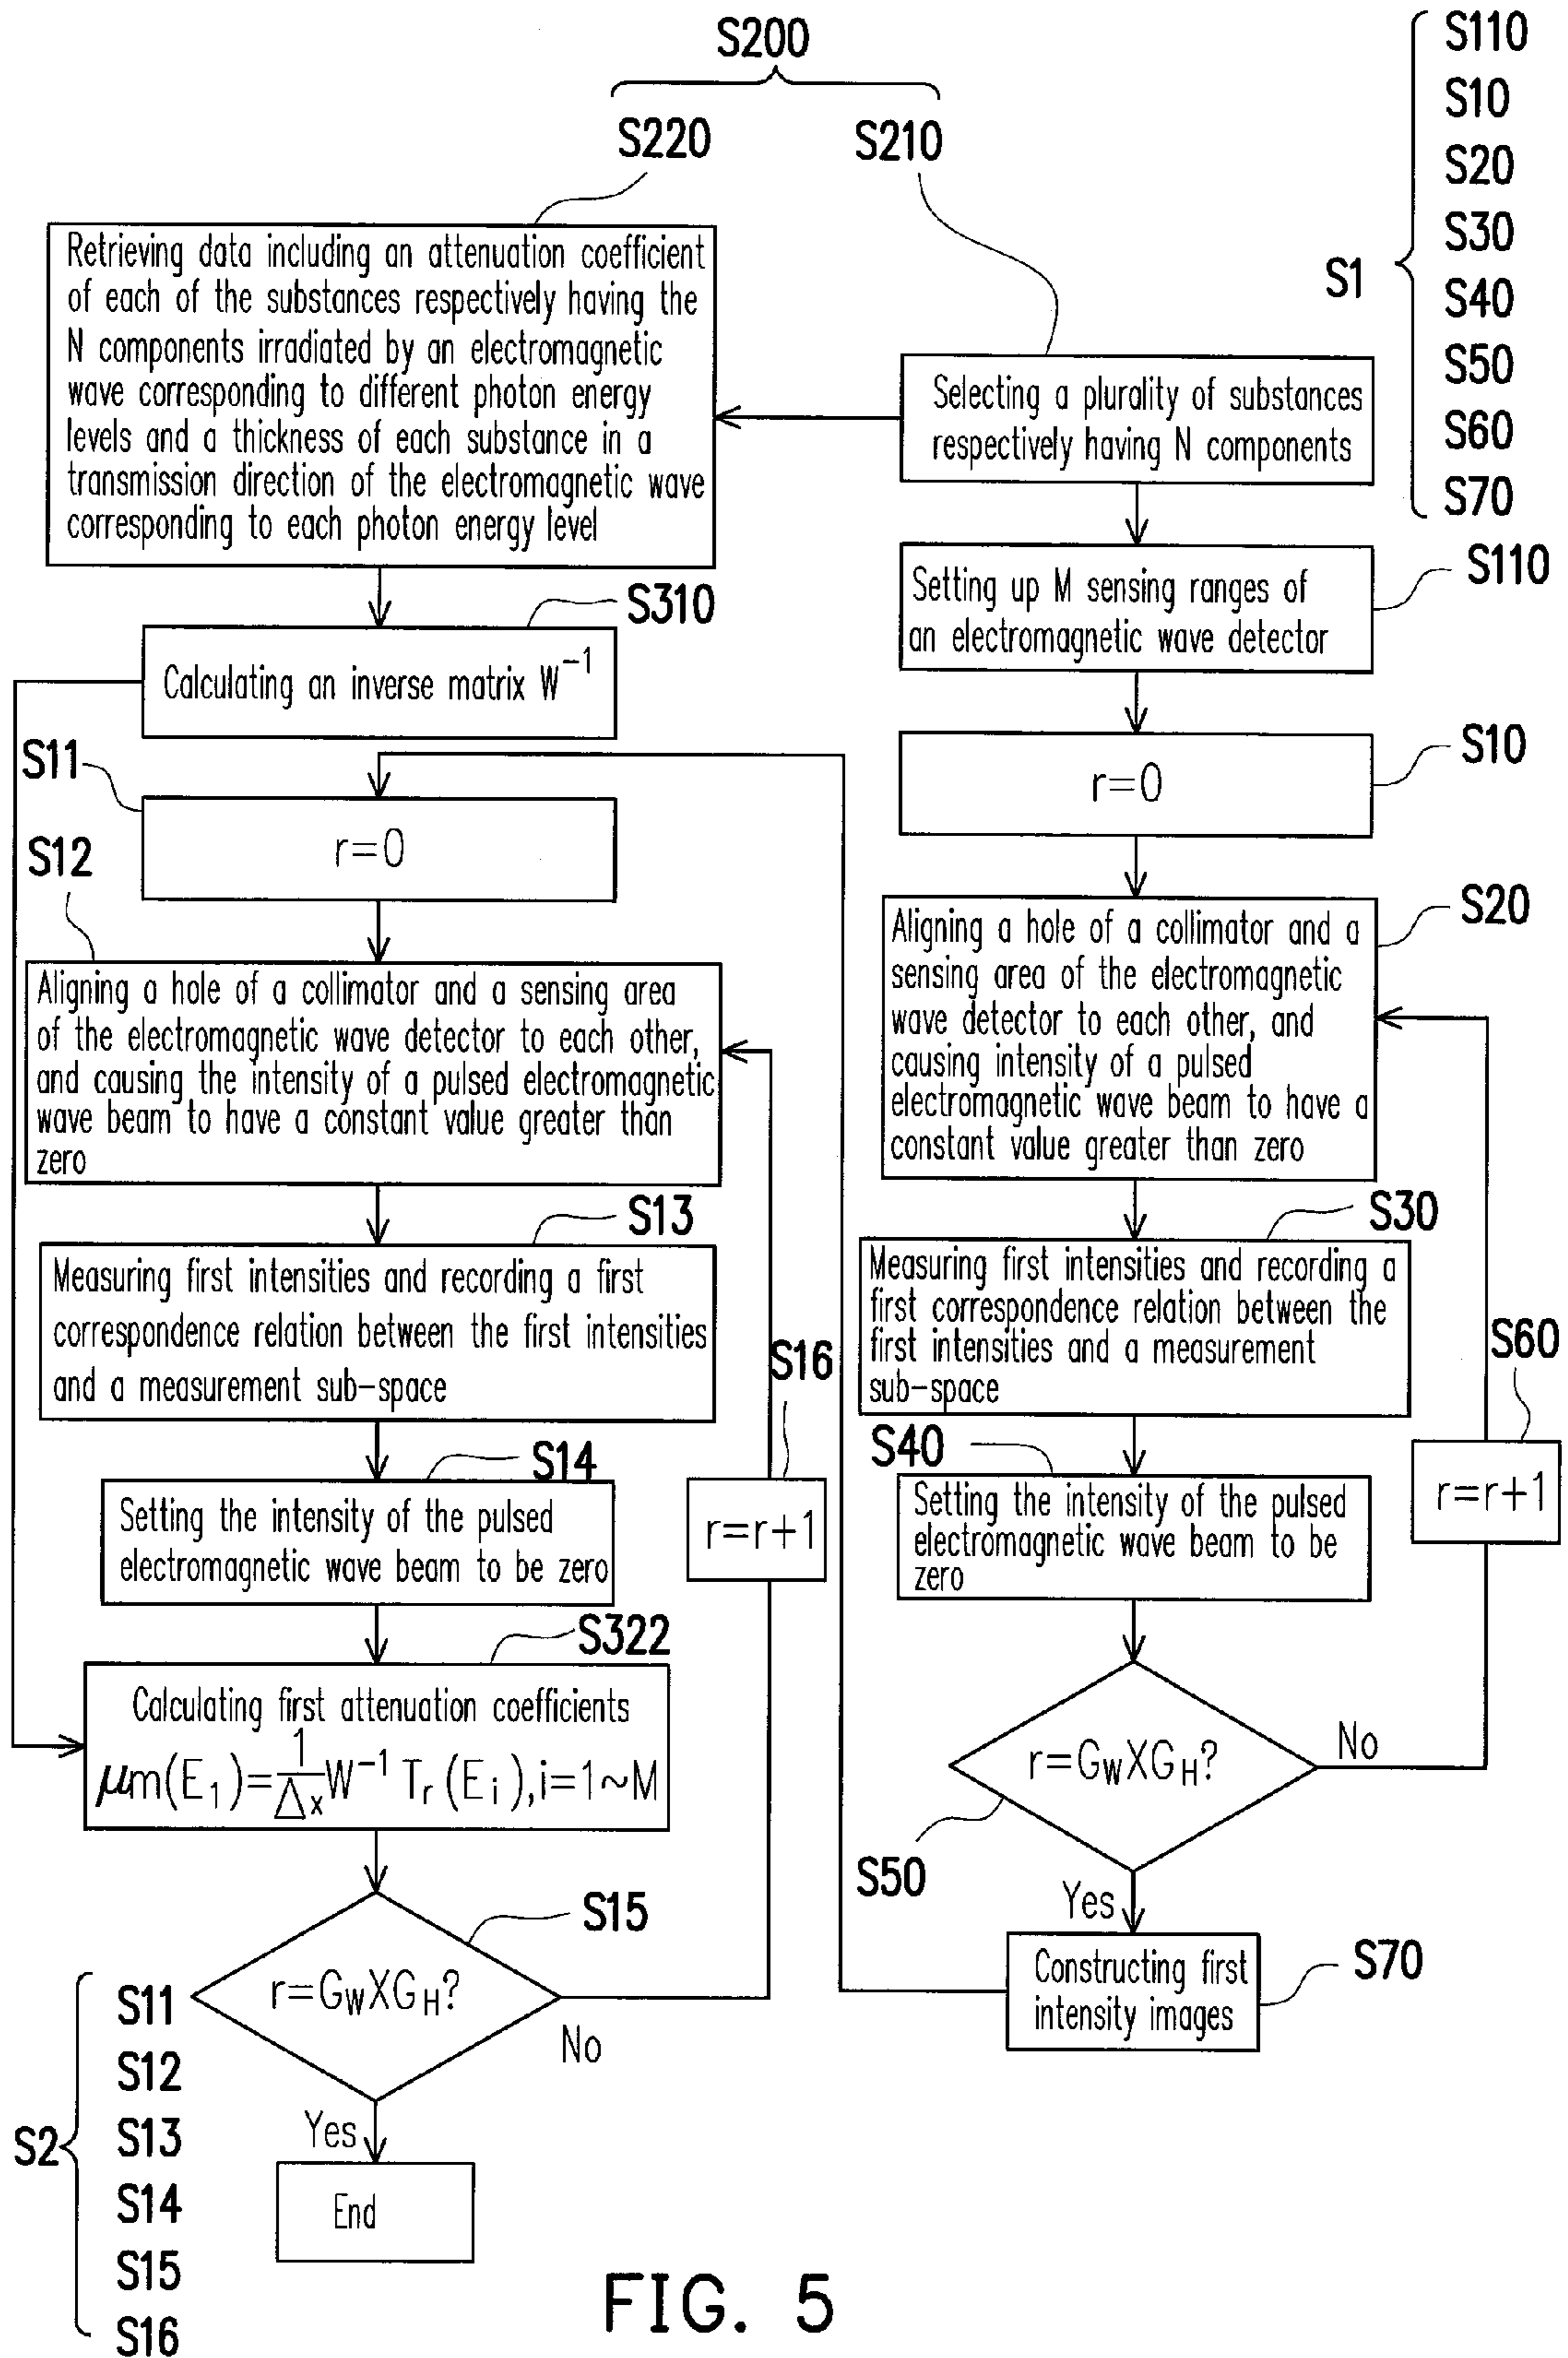 S200
S220
S210
S110
S10
S20
S30
S40
S50
S60
S70
S1
Retrieving data including an attenuation coefficient
of each of the substances respectively having the
N components irradiated by an electromagnetic
wave corresponding to different photon energy
levels and a thickness of each substance in a
transmission direction of the electromagnetic wave
corresponding to each photon energy level
Selecting a plurality of substances
respectively having N components
S110
Setting up M sensing ranges of
an electromagnetic wave detector
S310
Calculating an inverse matrix W⁻¹
S10
r=0
S11
r=0
S12
Aligning a hole of a collimator and a sensing area
of the electromagnetic wave detector to each other,
and causing the intensity of a pulsed electromagnetic
wave beam to have a constant value greater than
zero
S20
Aligning a hole of a collimator and a
sensing area of the electromagnetic
wave detector to each other, and
causing intensity of a pulsed
electromagnetic wave beam to have a
constant value greater than zero
S13
Measuring first intensities and recording a first
correspondence relation between the first intensities
and a measurement sub-space
S30
Measuring first intensities and recording a
first correspondence relation between the
first intensities and a measurement
sub-space
S16
r=r+1
S60
r=r+1
S14
Setting the intensity of the pulsed
electromagnetic wave beam to be zero
S40
Setting the intensity of the pulsed
electromagnetic wave beam to be
zero
S322
Calculating first attenuation coefficients
μm(E₁)=1/Δₓ W⁻¹ Tᵣ(Eᵢ),i=1~M
r=GWXGH?
No
S50
Yes
S15
r=GWXGH?
No
Yes
End
Constructing first
intensity images
S70
S2
S11
S12
S13
S14
S15
S16
FIG. 5